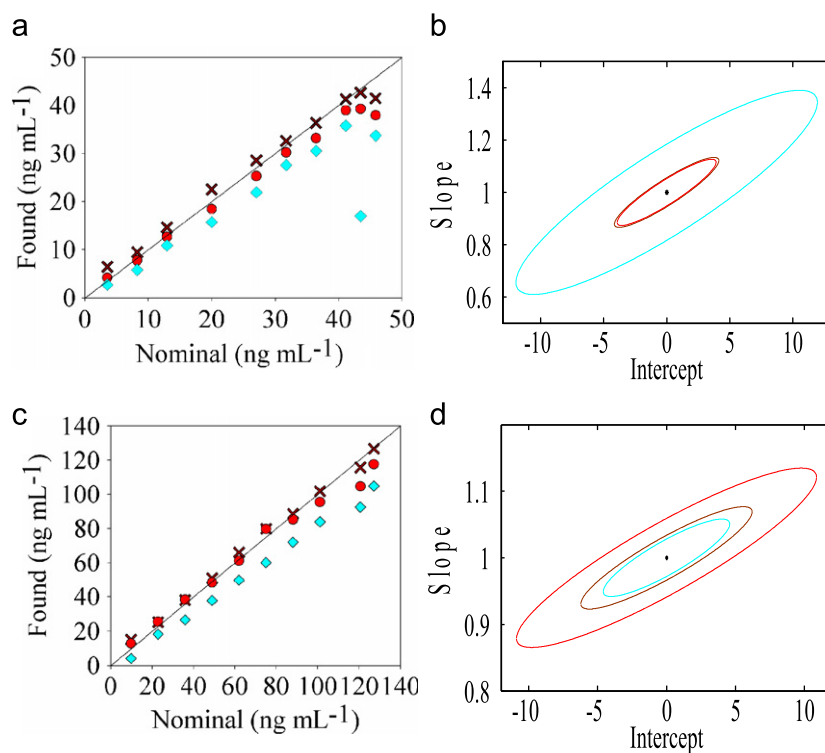 a
50
40
30
20
10
0
Found (ng mL-1)
0 10 20 30 40 50
Nominal (ng mL-1)
b
1.4
1.2
1
0.8
0.6
Slope
-10 -5 0 5 10
Intercept
c
140
120
100
80
60
40
20
0
Found (ng mL-1)
0 20 40 60 80 100 120 140
Nominal (ng mL-1)
d
1.1
1
0.9
0.8
Slope
-10 -5 0 5 10
Intercept